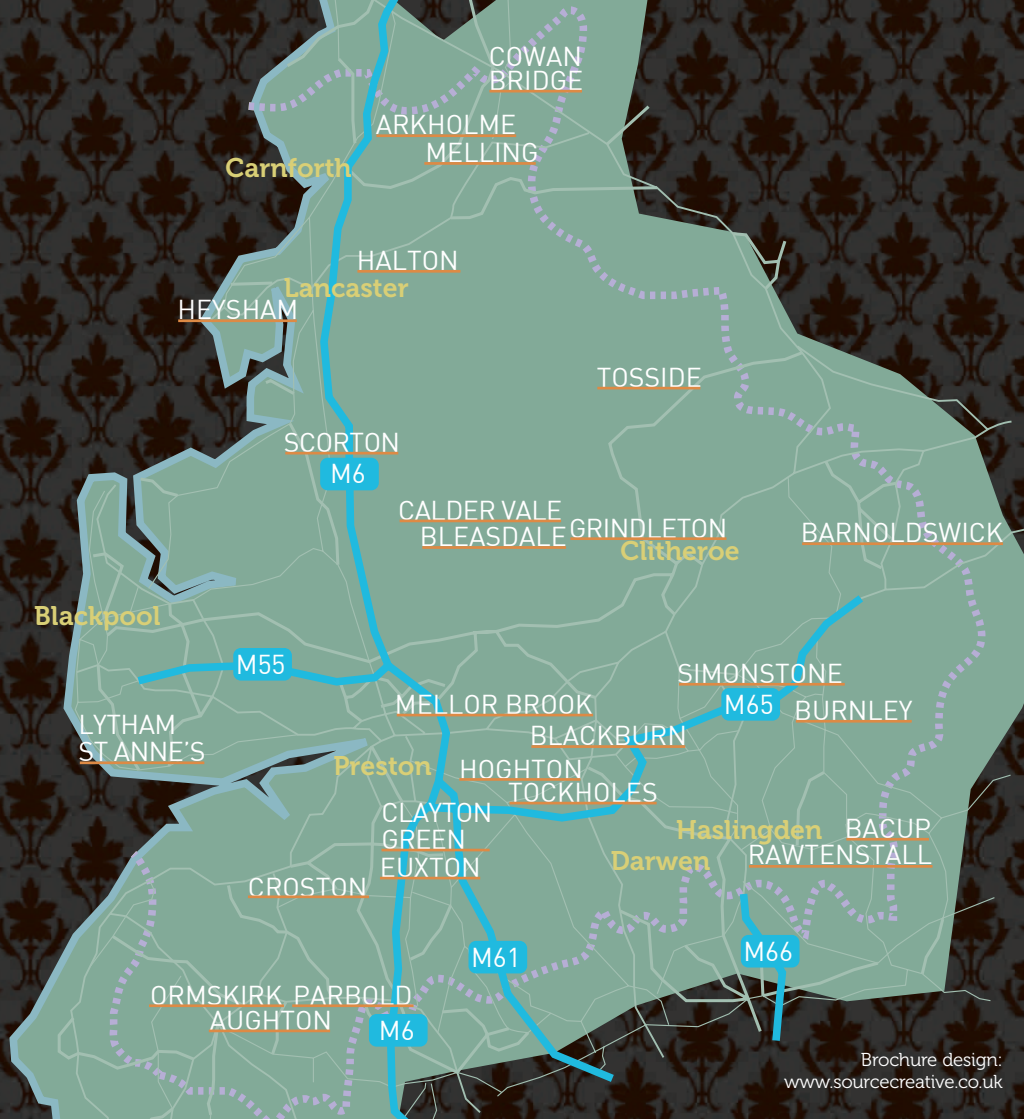 COWAN
BRIDGE
ARKHOLME
MELLING
Carnforth
HALTON
Lancaster
HEYSHAM
TOSSIDE
SCORTON
M6
CALDER VALE
BLEASDALE
GRINDLETON
Clitheroe
BARNOLDSWICK
Blackpool
M55
SIMONSTONE
M65
BURNLEY
MELLOR BROOK
BLACKBURN
LYTHAM
ST ANNE'S
Preston
HOGHTON
TOCKHOLES
CLAYTON
GREEN
EUXTON
Haslingden
BACUP
Darwen
RAWTENSTALL
CROSTON
M61
M66
ORMSKIRK PARBOLD
AUGHTON
M6
Brochure design:
www.sourcecreative.co.uk